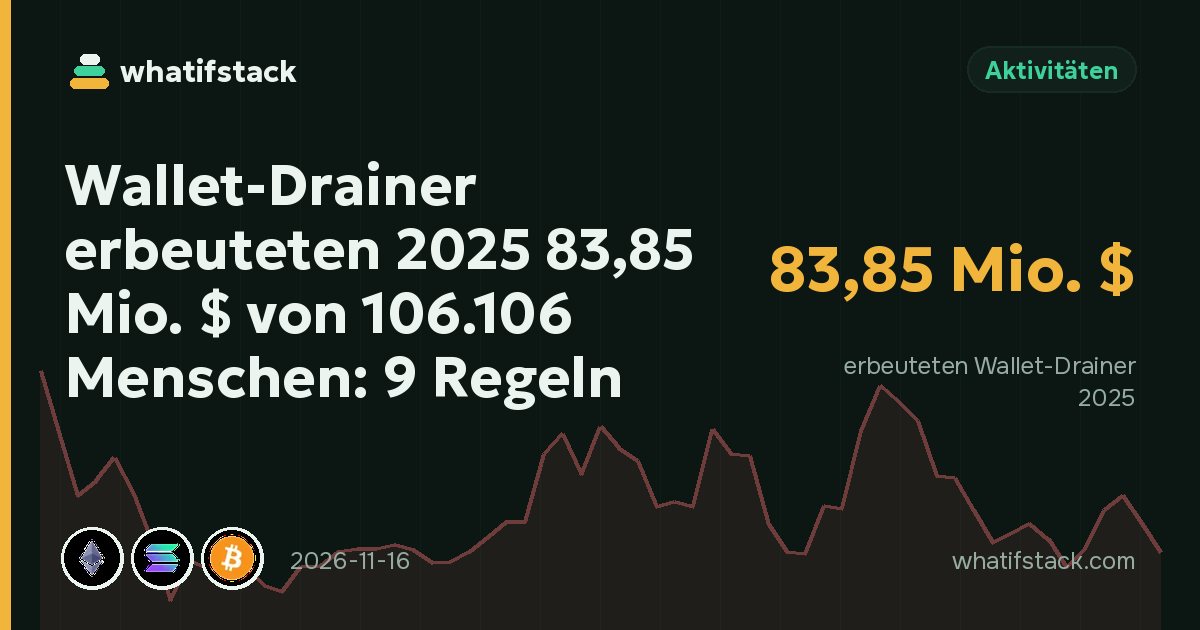 whatifstack
Aktivitäten
Wallet-Drainer
erbeuteten 2025 83,85
Mio. $ von 106.106
Menschen: 9 Regeln
83,85 Mio. $
erbeuteten Wallet-Drainer
2025
2026-11-16
whatifstack.com